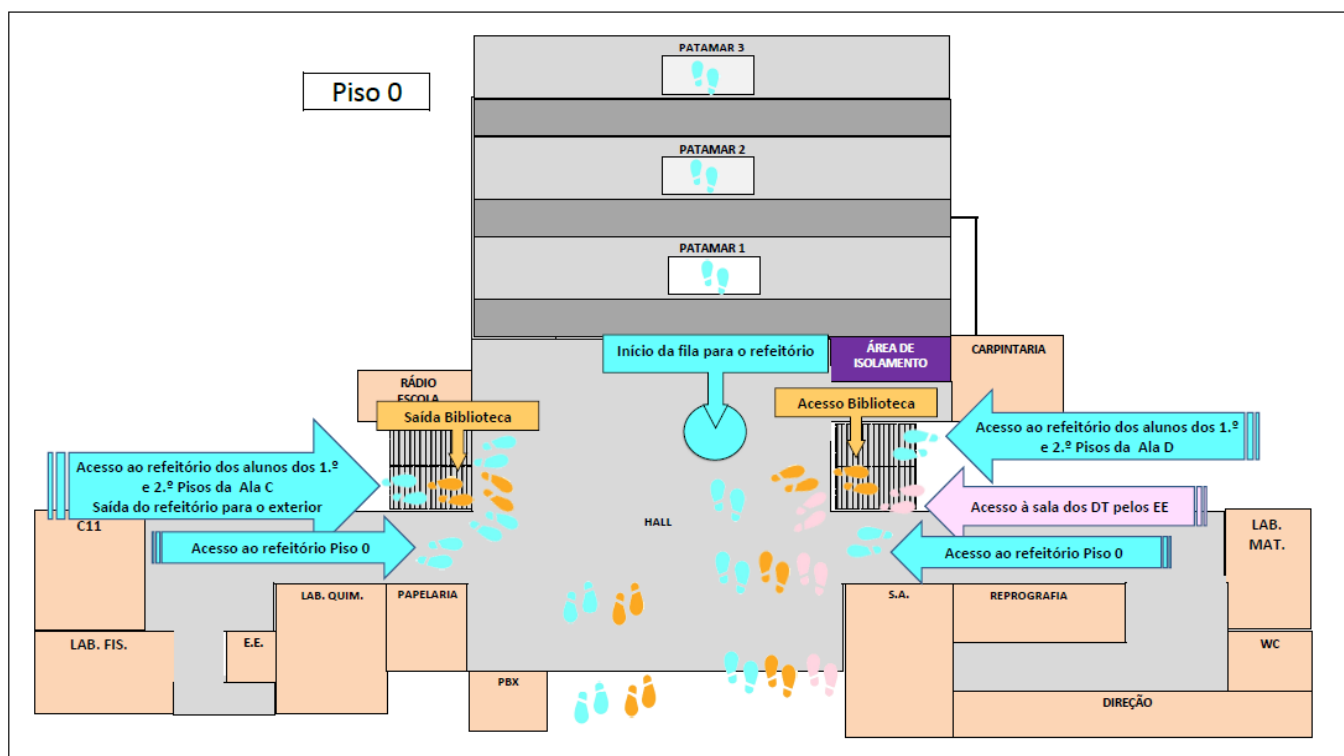 PATAMAR 3
Piso 0
PATAMAR 2
PATAMAR 1
Início da fila para o refeitório
ÁREA DE
ISOLAMENTO
CARPINTARIA
RÁDIO
ESCOLA
Saída Biblioteca
Acesso Biblioteca
Acesso ao refeitório dos alunos dos 1.º
e 2.º Pisos da Ala C
Saída do refeitório para o exterior
Acesso ao refeitório dos alunos dos 1.º
e 2.º Pisos da Ala D
Acesso à sala dos DT pelos EE
C11
HALL
LAB.
MAT.
Acesso ao refeitório Piso 0
Acesso ao refeitório Piso 0
LAB. QUIM.
PAPELARIA
S.A.
REPROGRAFIA
LAB. FIS.
E.E.
WC
PBX
DIREÇÃO